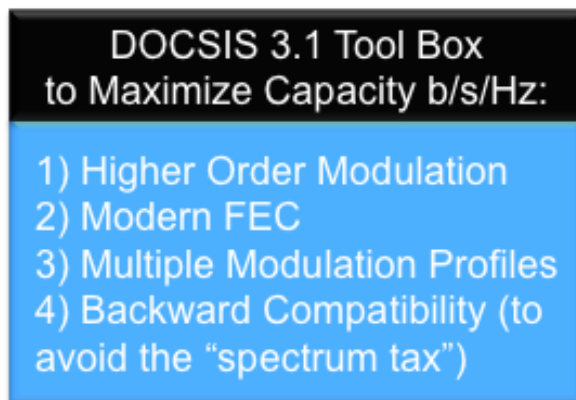 DOCSIS 3.1 Tool Box
to Maximize Capacity b/s/Hz:
1) Higher Order Modulation
2) Modern FEC
3) Multiple Modulation Profiles
4) Backward Compatibility (to
avoid the “spectrum tax”)